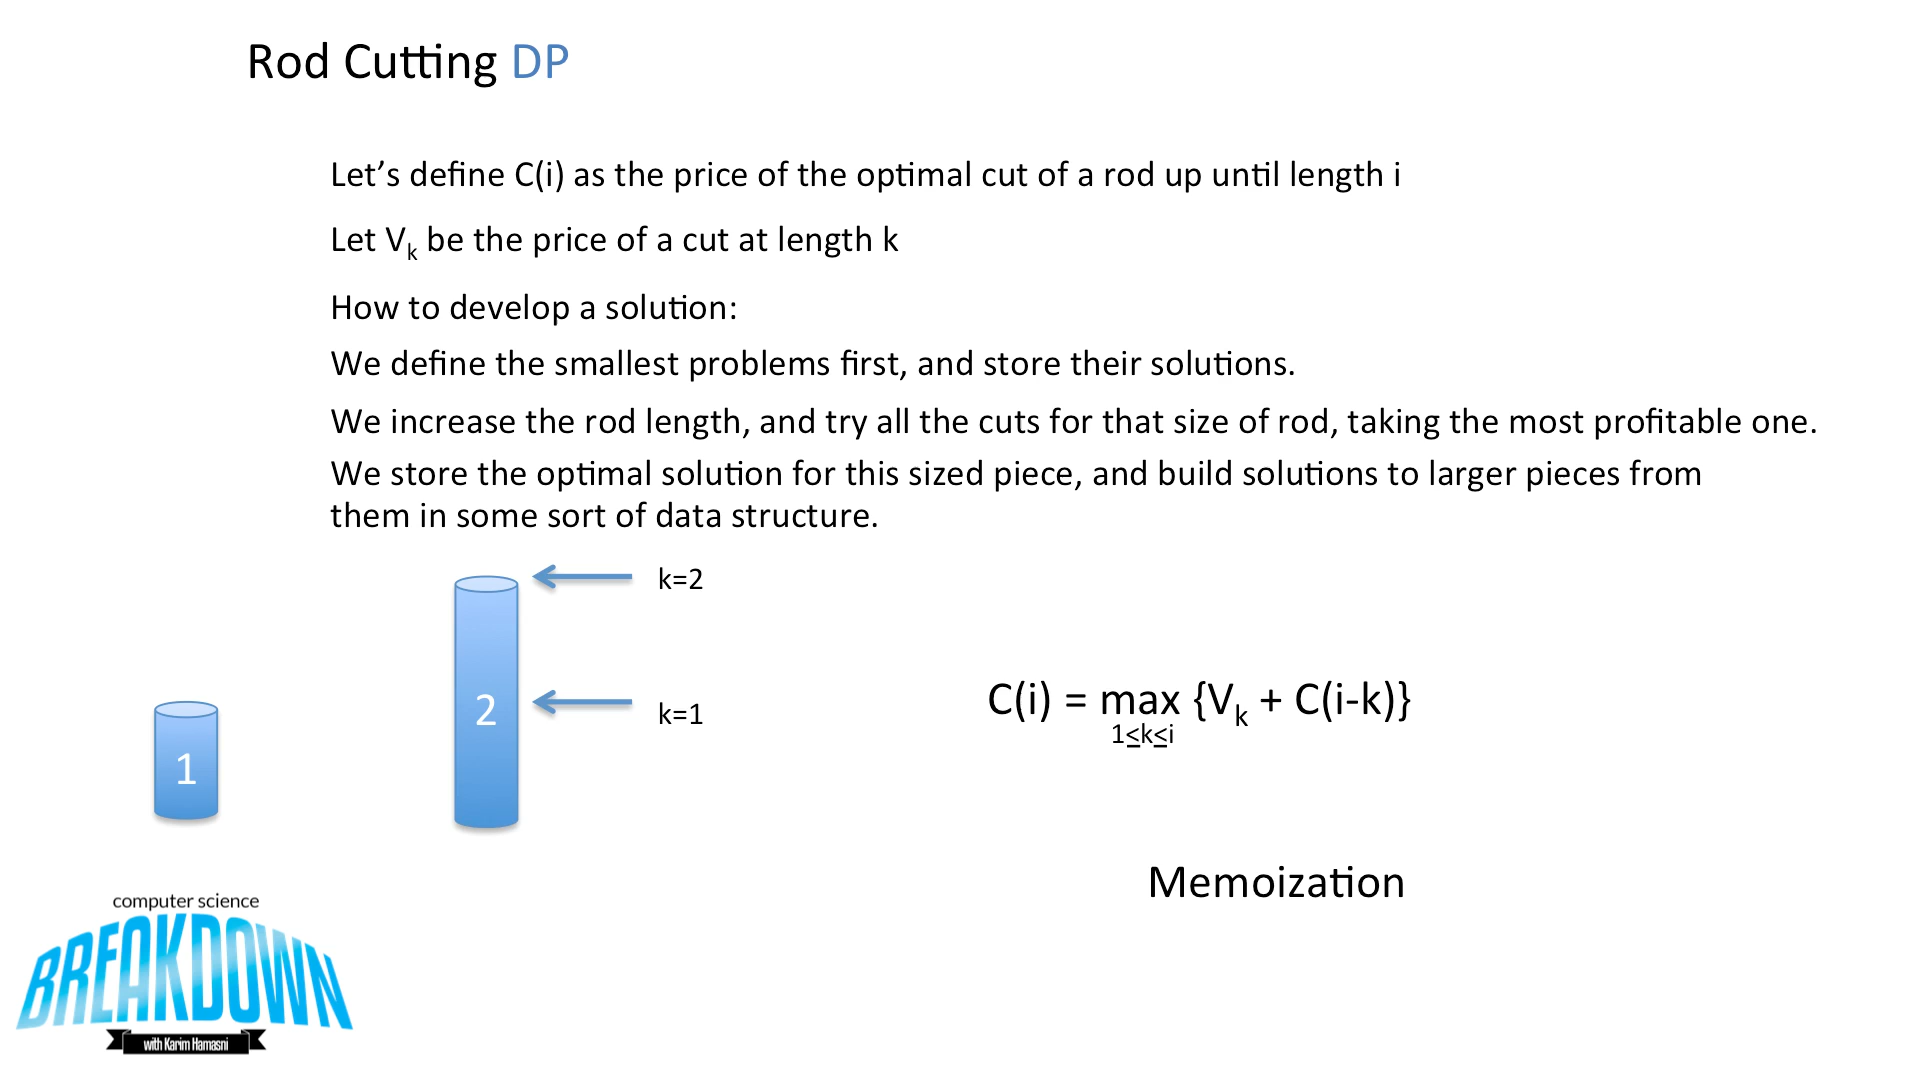 Rod Cutting DP
Let’s define C(i) as the price of the optimal cut of a rod up until length i
Let Vk be the price of a cut at length k
How to develop a solution:
We define the smallest problems first, and store their solutions.
We increase the rod length, and try all the cuts for that size of rod, taking the most profitable one.
We store the optimal solution for this sized piece, and build solutions to larger pieces from
them in some sort of data structure.
k=2
k=1
1
2
C(i) = max {Vk + C(i-k)}
1≤k≤i
Memoization
computer science
BREAKDOWN
with Karim Hamasni